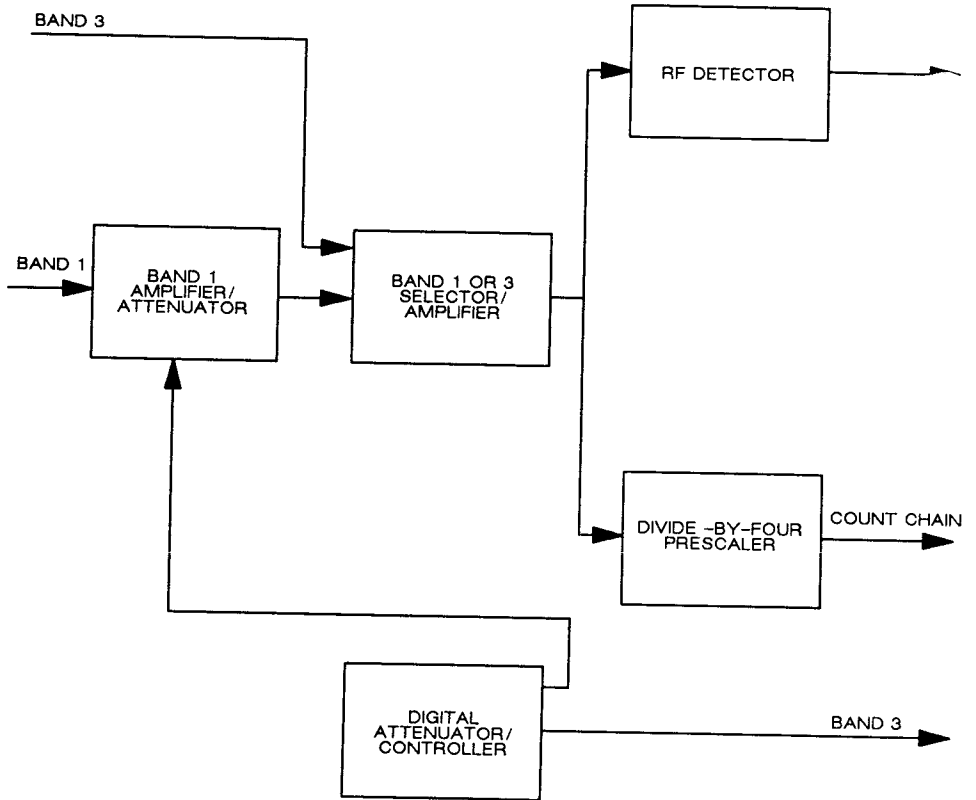 BAND 3
RF DETECTOR
BAND 1
BAND 1
AMPLIFIER/
ATTENUATOR
BAND 1 OR 3
SELECTOR/
AMPLIFIER
DIVIDE -BY-FOUR
PRESCALER
COUNT CHAIN
DIGITAL
ATTENUATOR/
CONTROLLER
BAND 3